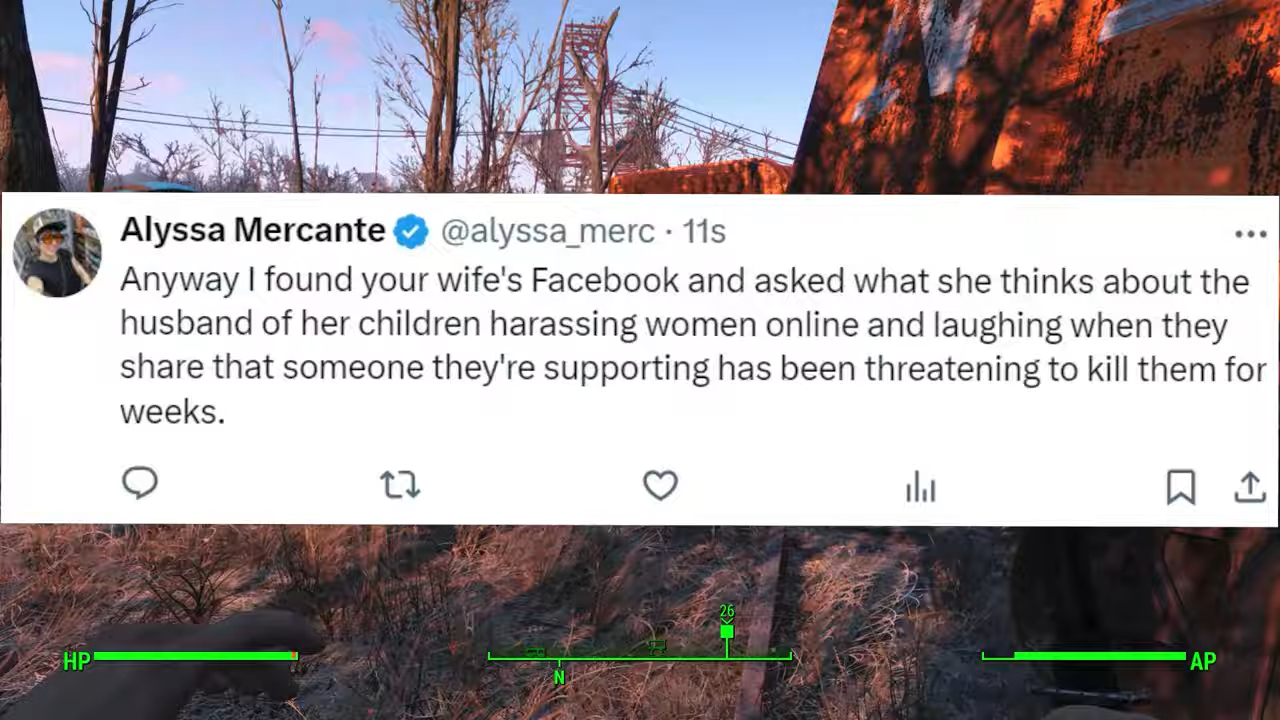 Alyssa Mercante @alyssa_merc · 11s
Anyway I found your wife's Facebook and asked what she thinks about the
husband of her children harassing women online and laughing when they
share that someone they're supporting has been threatening to kill them for
weeks.
26
HP
N
AP